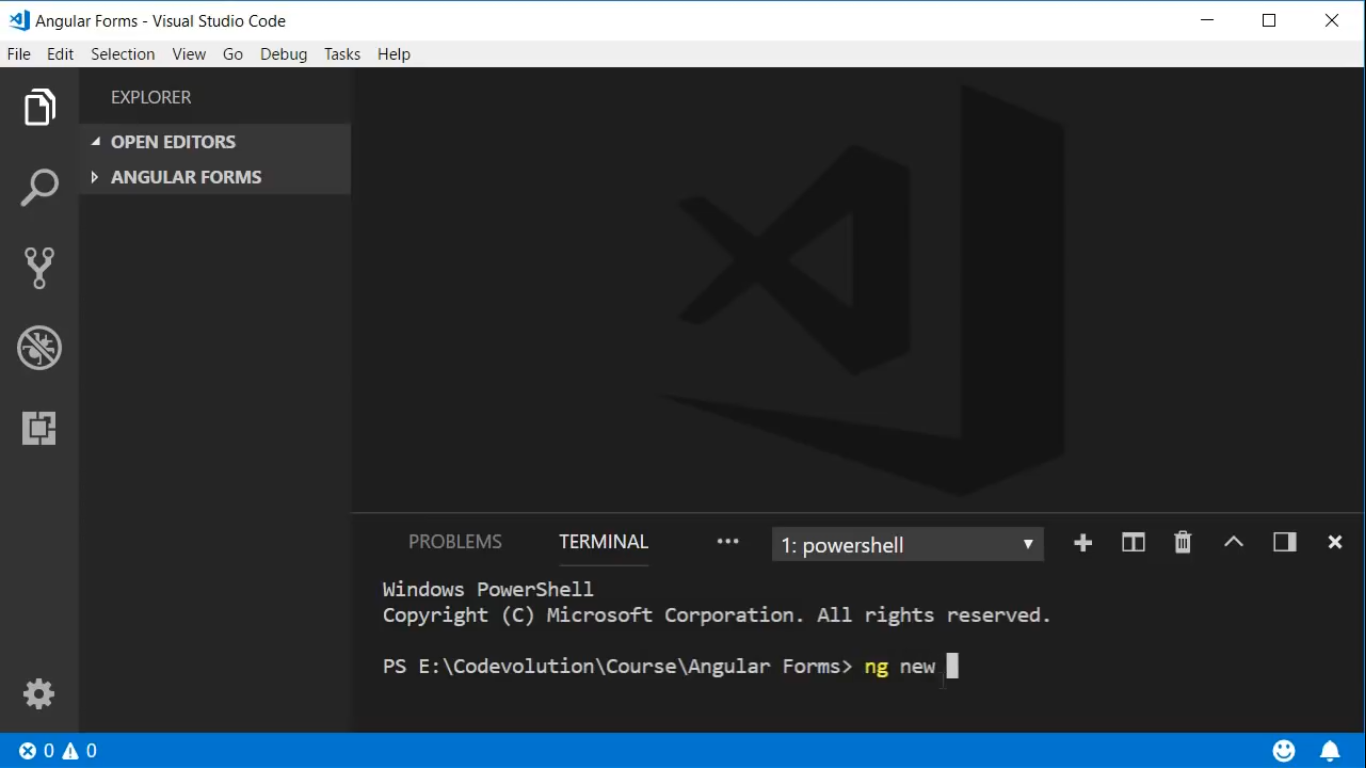 Angular Forms - Visual Studio Code
File Edit Selection View Go Debug Tasks Help
EXPLORER
OPEN EDITORS
ANGULAR FORMS
PROBLEMS TERMINAL ••• 1: powershell
Windows PowerShell
Copyright (C) Microsoft Corporation. All rights reserved.
PS E:\Codevolution\Course\Angular Forms> ng new
0 0